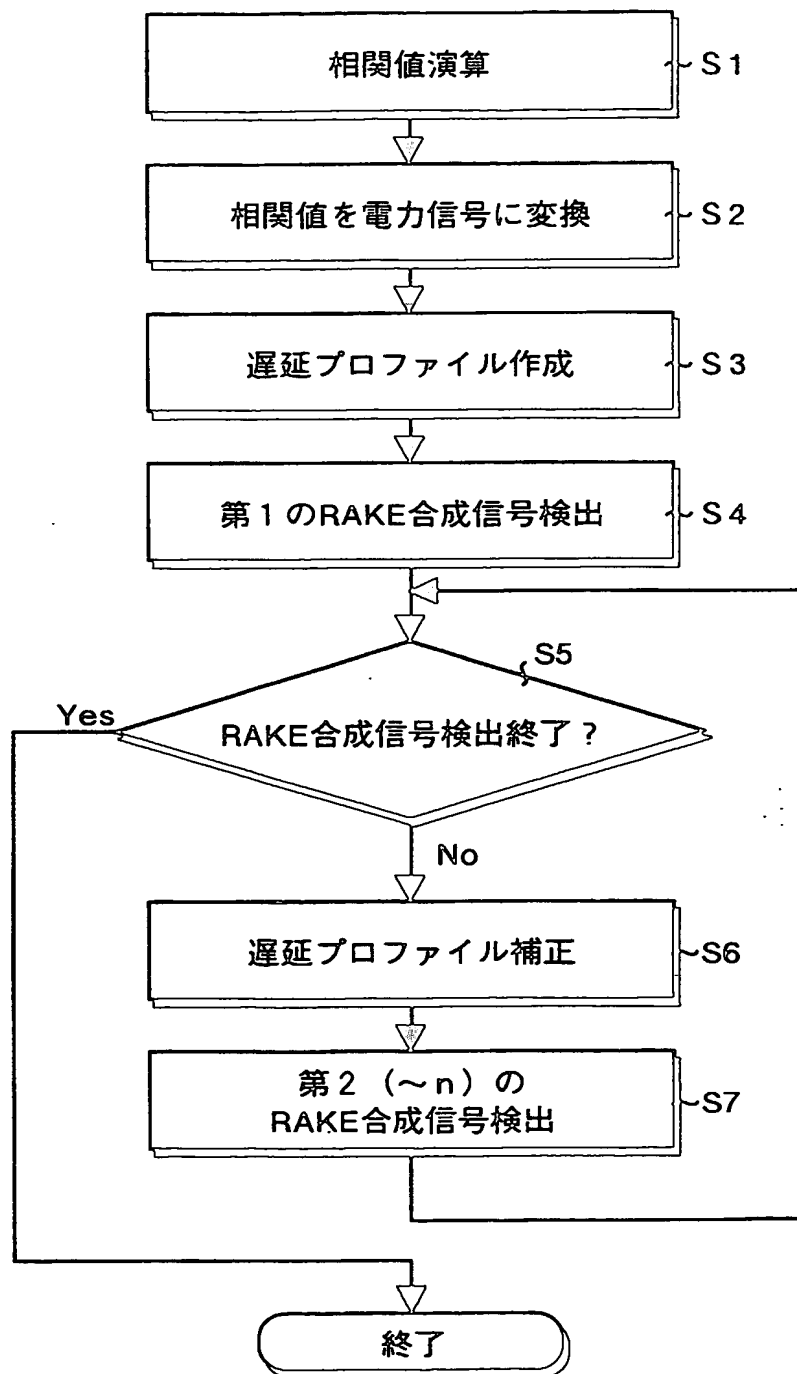 相関値演算
S1
相関値を電力信号に変換
S2
遅延プロファイル作成
S3
第1のRAKE合成信号検出
S4
S5
Yes
RAKE合成信号検出終了?
No
遅延プロファイル補正
S6
第2(~n)の
RAKE合成信号検出
S7
終了